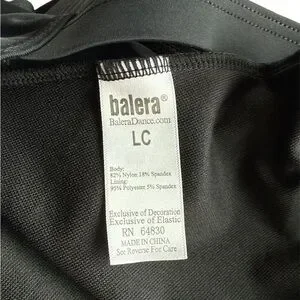 balera®
BaleraDance.com
LC
Body:
82% Nylon 18% Spandex
Lining:
95% Polyester 5% Spandex
Exclusive of Decoration
Exclusive of Elastic
RN 64830
MADE IN CHINA
See Reverse For Care